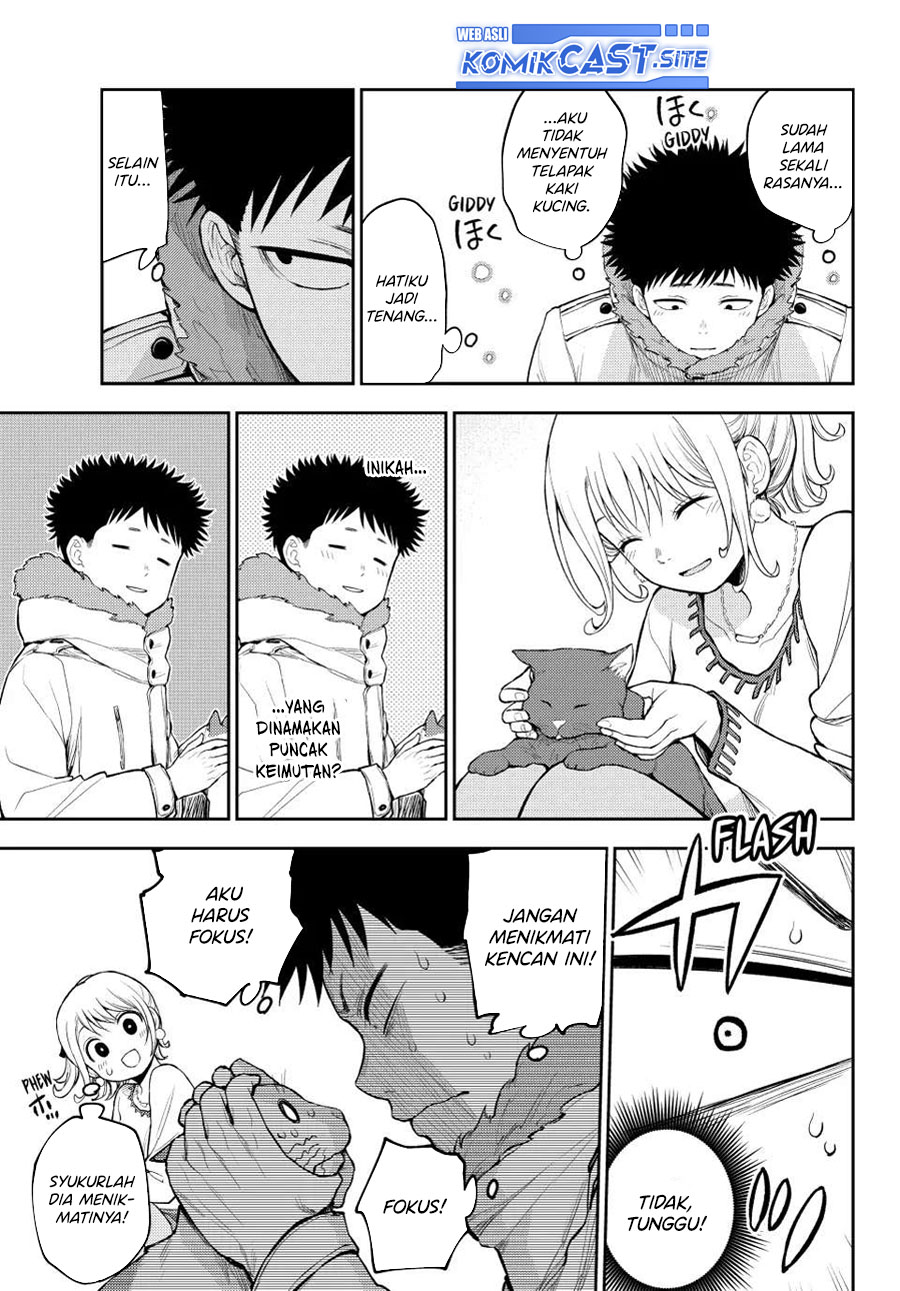 WEB ASLI
KOMIKCAST.SITE
SUDAH
LAMA
SEKALI
RASANYA...
ほく
GIDDY
...AKU
TIDAK
MENYENTUH
TELAPAK
KAKI
KUCING.
GIDDY
ほく
HATIKU
JADI
TENANG...
SELAIN
ITU...
INIKAH...
...YANG
DINAMAKAN
PUNCAK
KEIMUTAN?
FLASH
カ
TIDAK,
TUNGGU!
JANGAN
MENIKMATI
KENCAN INI!
AKU
HARUS
FOKUS!
FOKUS!
PHEW
ホ...
SYUKURLAH
DIA MENIK-
MATINYA!